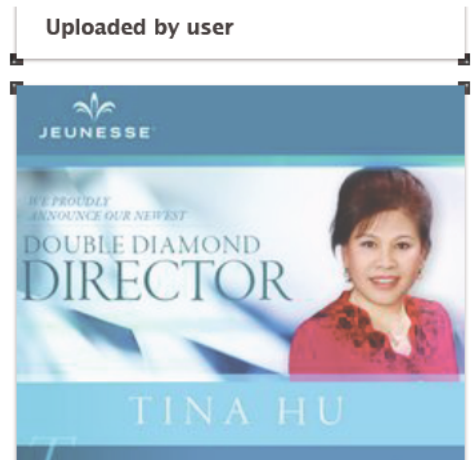 Uploaded by user
JEUNESSE
WE PROUDLY
ANNOUNCE OUR NEWEST
DOUBLE DIAMOND
DIRECTOR
TINA HU
T